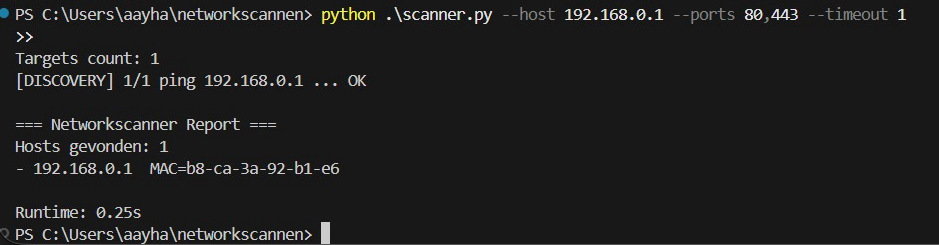 PS C:\Users\aayha\networkscannen> python .\scanner.py --host 192.168.0.1 --ports 80,443 --timeout 1
>>
Targets count: 1
[DISCOVERY] 1/1 ping 192.168.0.1 ... OK
=== Networkscanner Report ===
Hosts gevonden: 1
- 192.168.0.1  MAC=b8-ca-3a-92-b1-e6
Runtime: 0.25s
PS C:\Users\aayha\networkscannen>